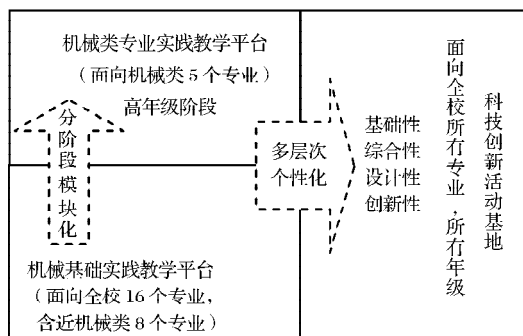 机械类专业实践教学平台
（面向机械类5个专业）
高年级阶段
分阶段模块化
机械基础实践教学平台
（面向全校16个专业，
含近机械类8个专业）
多层次
个性化
基础性
综合性
设计性
创新性
面向全校所有专业，所有年级
科技创新活动基地